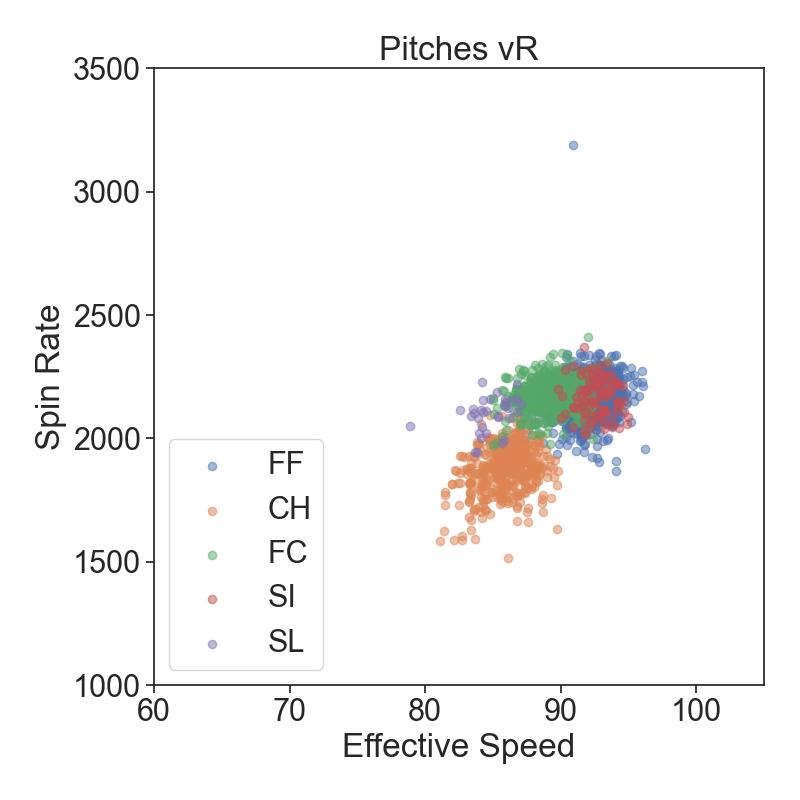 Pitches vR
3500
3000
2500
2000
1500
1000
Spin Rate
FF
CH
FC
SI
SL
60 70 80 90 100
Effective Speed